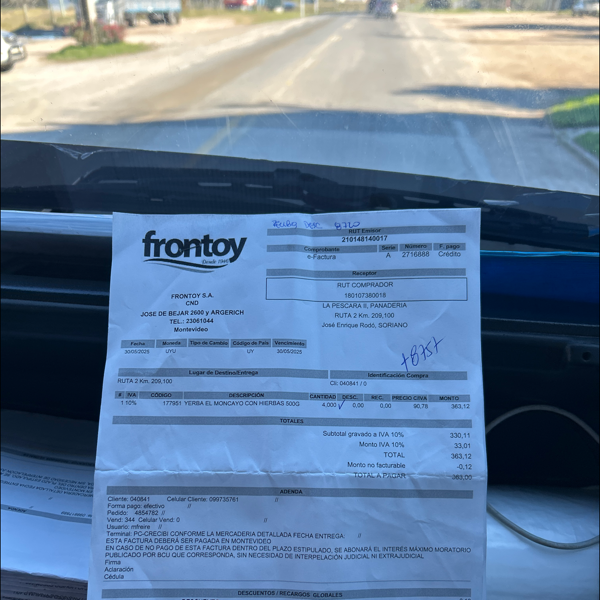 RUT Emisor
210148140017
frontoy
Desde 1946
Comprobante Serie Número F. pago
e-Factura A 2716888 Crédito
Receptor
RUT COMPRADOR
180107380018
FRONTOY S.A.
CND
JOSE DE BEJAR 2600 y ARGERICH
TEL.: 23061044
Montevideo
LA PESCARA II, PANADERIA
RUTA 2 Km. 209,100
José Enrique Rodó, SORIANO
Fecha Moneda Tipo de Cambio Código de País Vencimiento
30/05/2025 UYU UY 30/05/2025
Lugar de Destino/Entrega Identificación Compra
RUTA 2 Km. 209,100 Cli: 040841 / 0
# IVA CÓDIGO DESCRIPCIÓN CANTIDAD DESC. REC. PRECIO C/IVA MONTO
1 10% 177951 YERBA EL MONCAYO CON HIERBAS 500G 4,000 0,00 0.00 90,78 363,12
TOTALES
Subtotal gravado a IVA 10% 330,11
Monto IVA 10% 33,01
TOTAL 363,12
Monto no facturable -0,12
TOTAL A PAGAR 363,00
ADENDA
Cliente: 040841 Celular Cliente: 099735761 //
Forma pago: efectivo //
Pedido: 4854782 //
Vend: 344 Celular Vend: 0 //
Usuario: mfreire //
Terminal: PC-CRECIBI CONFORME LA MERCADERIA DETALLADA FECHA ENTREGA: //
ESTA FACTURA DEBERÁ SER PAGADA EN MONTEVIDEO
EN CASO DE NO PAGO DE ESTA FACTURA DENTRO DEL PLAZO ESTIPULADO, SE ABONARÁ EL INTERÉS MÁXIMO MORATORIO
PUBLICADO POR BCU QUE CORRESPONDA, SIN NECESIDAD DE INTERPELACIÓN JUDICIAL NI EXTRAJUDICIAL
Firma
Aclaración
Cédula
DESCUENTOS / RECARGOS GLOBALES